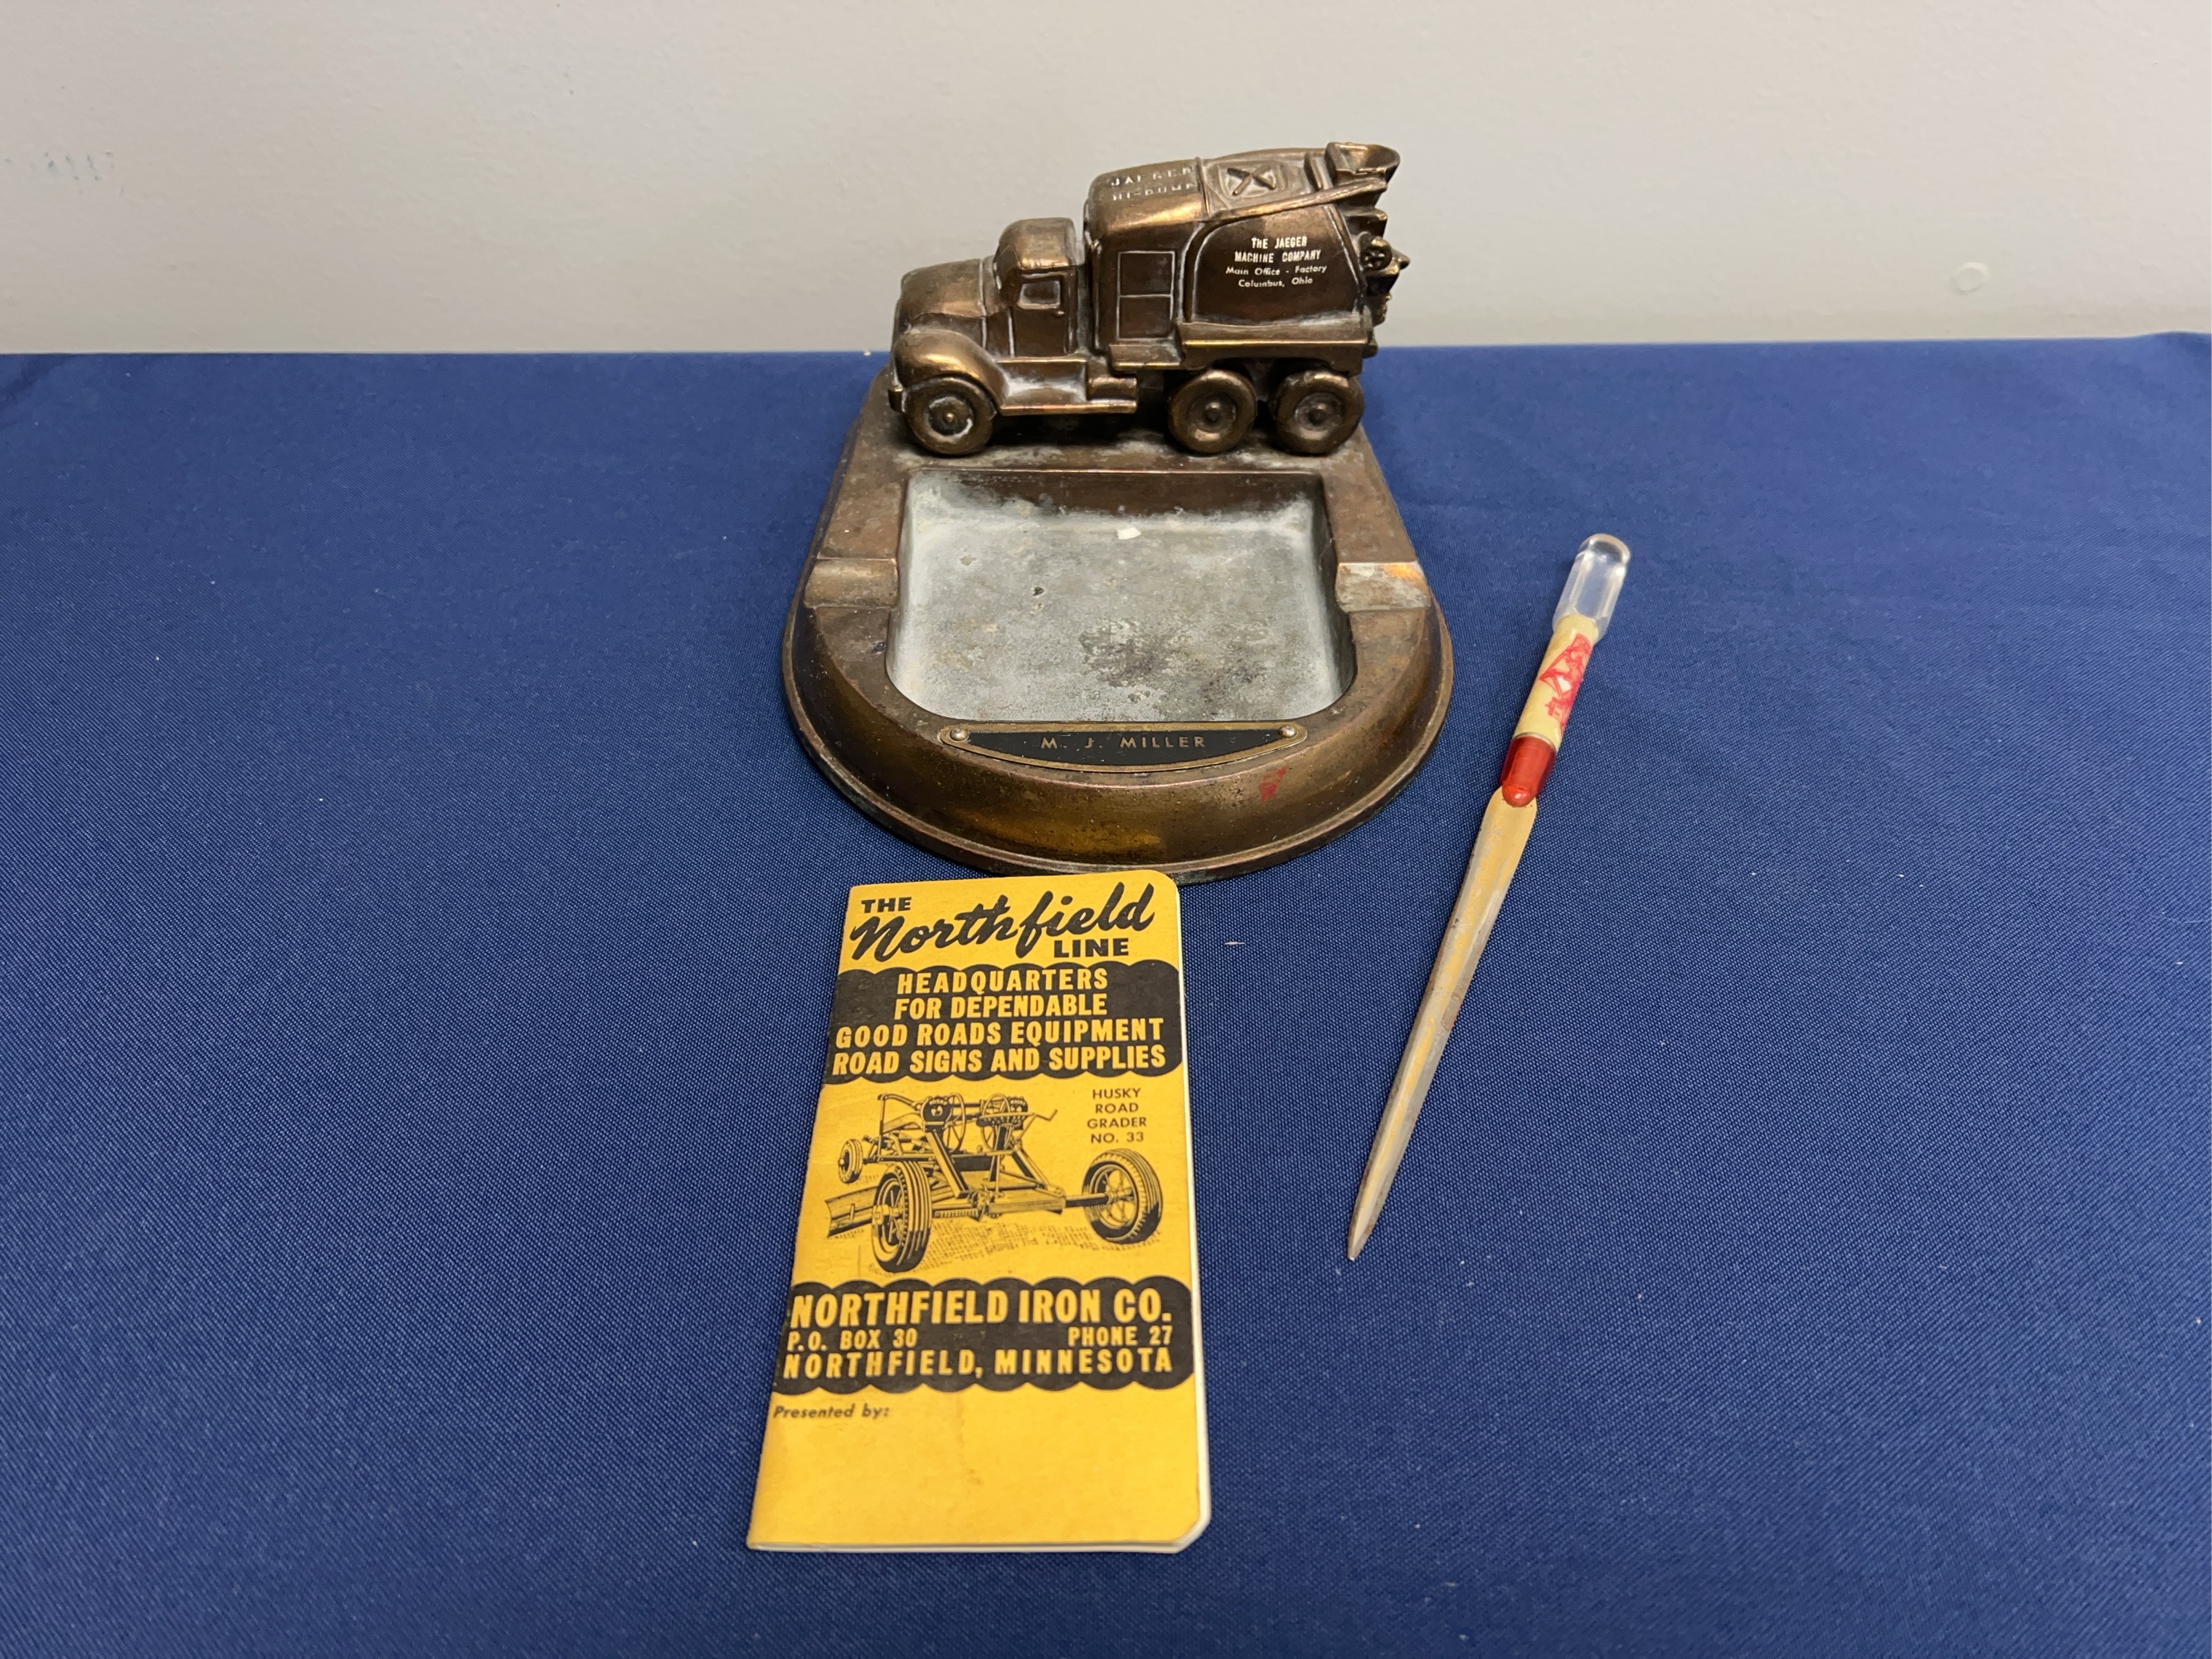 JAEGER
HI-DUMP
THE JAEGER
MACHINE COMPANY
Main Office - Factory
Columbus, Ohio
M. J. MILLER
THE
Northfield
LINE
HEADQUARTERS
FOR DEPENDABLE
GOOD ROADS EQUIPMENT
ROAD SIGNS AND SUPPLIES
HUSKY
ROAD
GRADER
NO. 33
NORTHFIELD IRON CO.
P.O. BOX 30 PHONE 27
NORTHFIELD, MINNESOTA
Presented by: